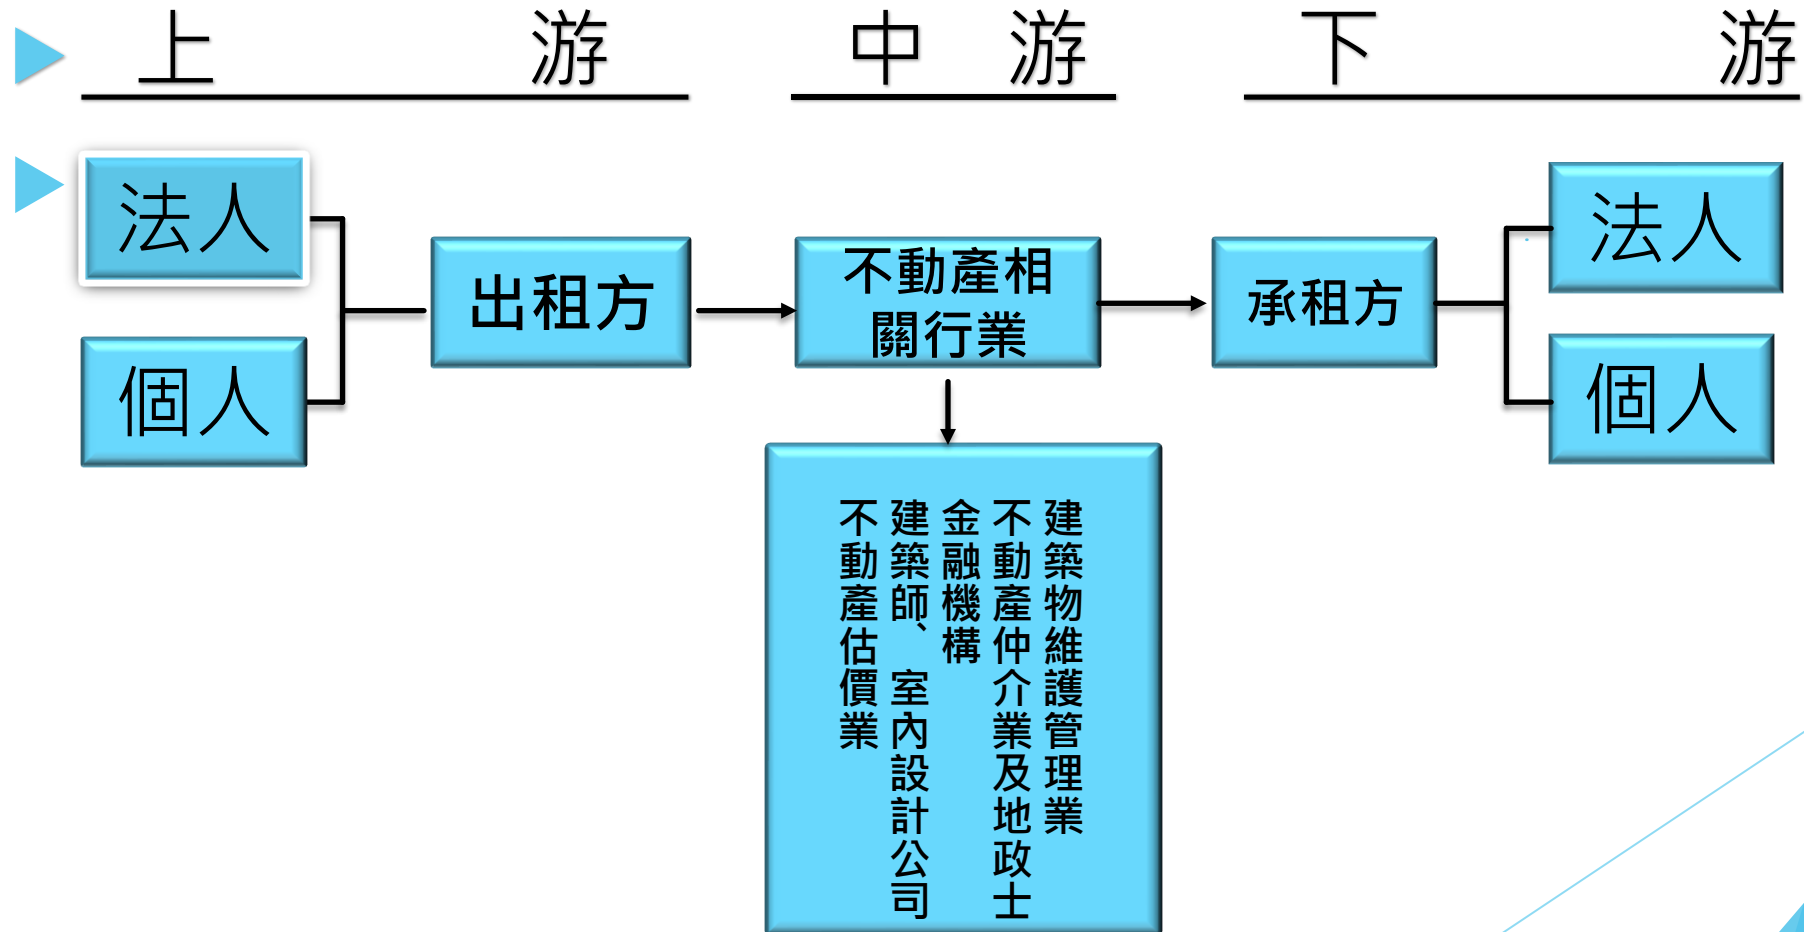 上游
中游
下游
法人
個人
出租方
不動產相
關行業
承租方
法人
個人
建築物維護管理業
不動產仲介業及地政士
金融機構
建築師、室內設計公司
不動產估價業